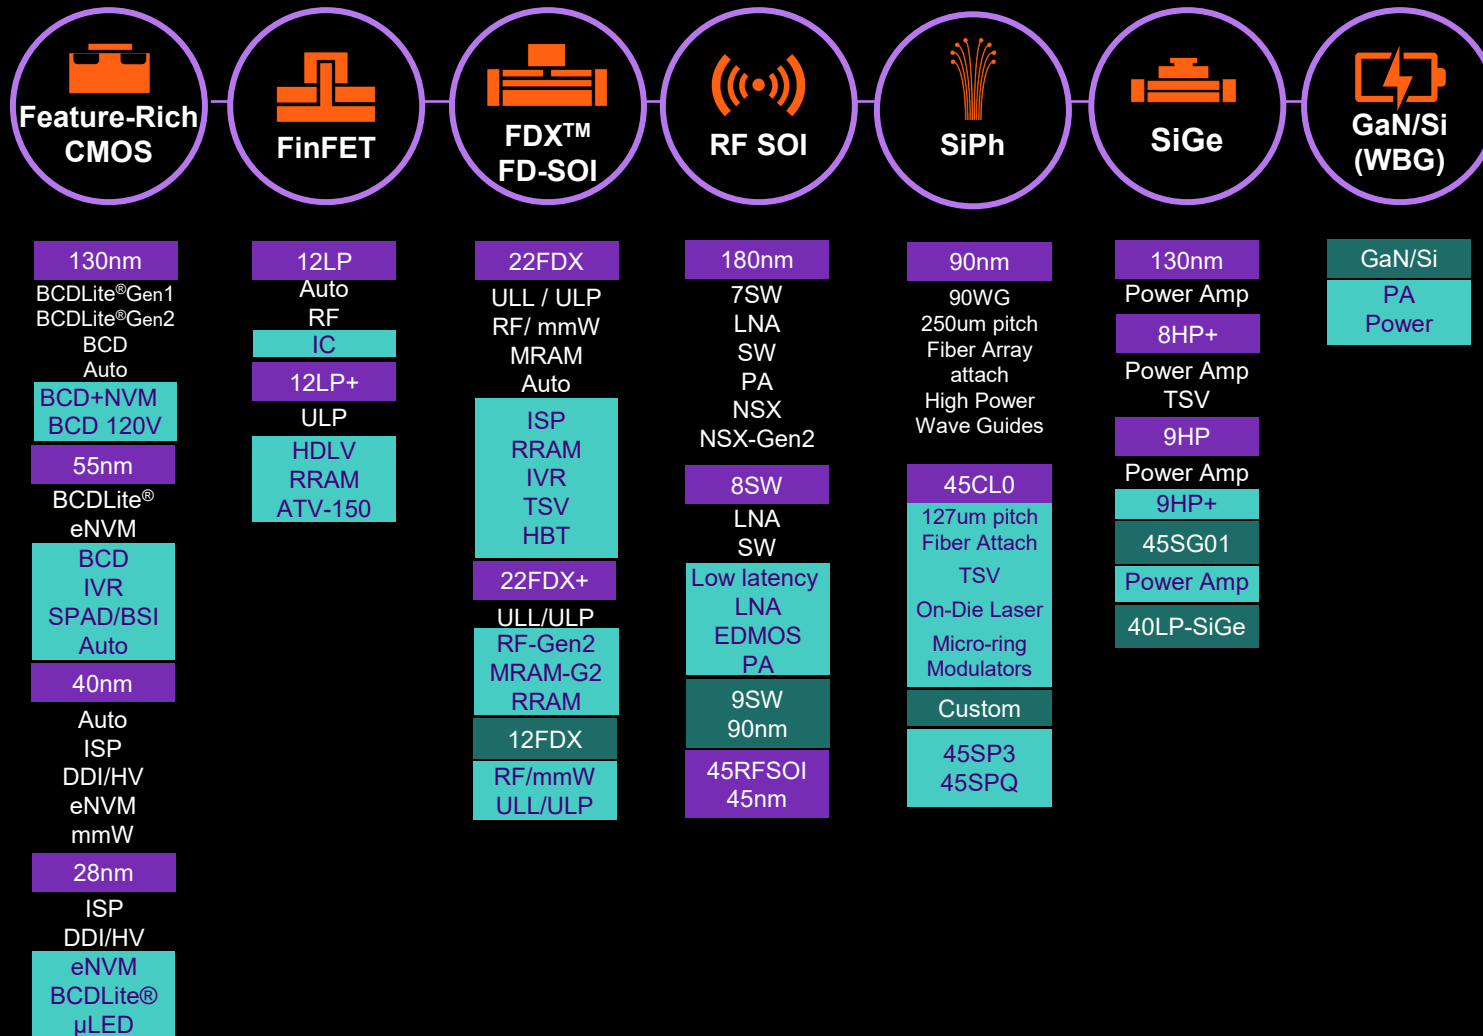 Feature-Rich
CMOS
FinFET
FDX™
FD-SOI
RF SOI
SiPh
SiGe
GaN/Si
(WBG)
130nm
BCDLite®Gen1
BCDLite®Gen2
BCD
Auto
BCD+NVM
BCD 120V
55nm
BCDLite®
eNVM
BCD
IVR
SPAD/BSI
Auto
40nm
Auto
ISP
DDI/HV
eNVM
mmW
28nm
ISP
DDI/HV
eNVM
BCDLite®
µLED
12LP
Auto
RF
IC
12LP+
ULP
HDLV
RRAM
ATV-150
22FDX
ULL / ULP
RF/ mmW
MRAM
Auto
ISP
RRAM
IVR
TSV
HBT
22FDX+
ULL/ULP
RF-Gen2
MRAM-G2
RRAM
12FDX
RF/mmW
ULL/ULP
180nm
7SW
LNA
SW
PA
NSX
NSX-Gen2
8SW
LNA
SW
Low latency
LNA
EDMOS
PA
9SW
90nm
45RFSOI
45nm
90nm
90WG
250um pitch
Fiber Array
attach
High Power
Wave Guides
45CL0
127um pitch
Fiber Attach
TSV
On-Die Laser
Micro-ring
Modulators
Custom
45SP3
45SPQ
130nm
Power Amp
8HP+
Power Amp
TSV
9HP
Power Amp
9HP+
45SG01
Power Amp
40LP-SiGe
GaN/Si
PA
Power